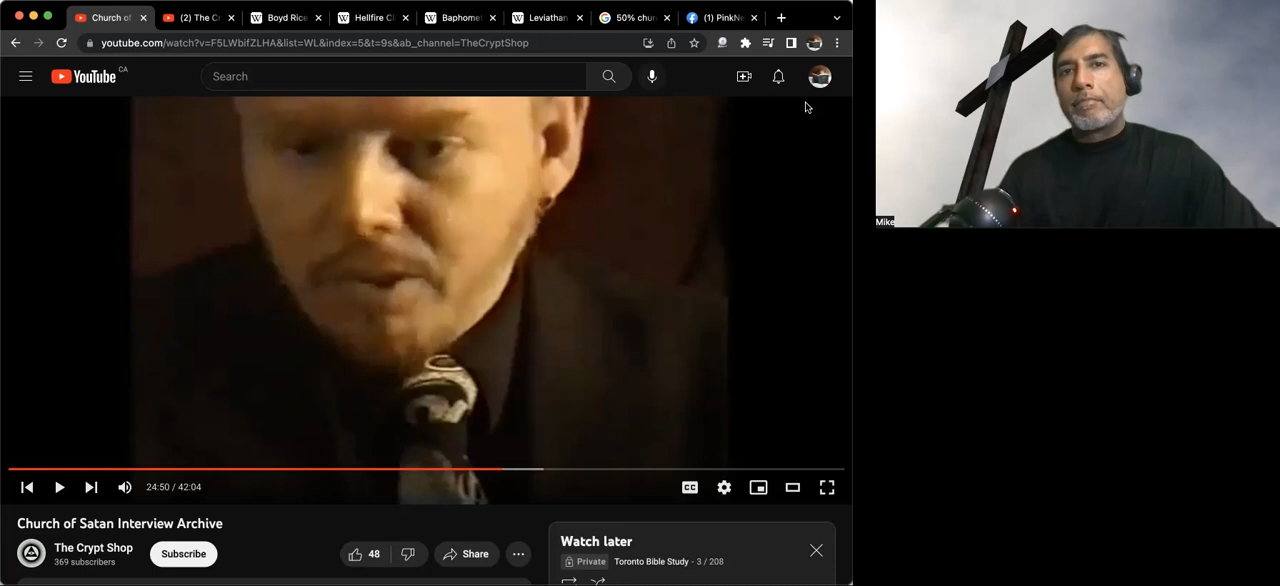 Church of
(2) The Cr
Boyd Rice
Hellfire Cl
Baphome
Leviathan
50% chur
(1) PinkNe
youtube.com/watch?v=F5LWbifZLHA&list=WL&index=5&t=9s&ab_channel=TheCryptShop
YouTube CA
Search
Mike
24:50 / 42:04
CC
Church of Satan Interview Archive
The Crypt Shop
369 subscribers
Subscribe
48
Share
Watch later
Private
Toronto Bible Study - 3 / 208